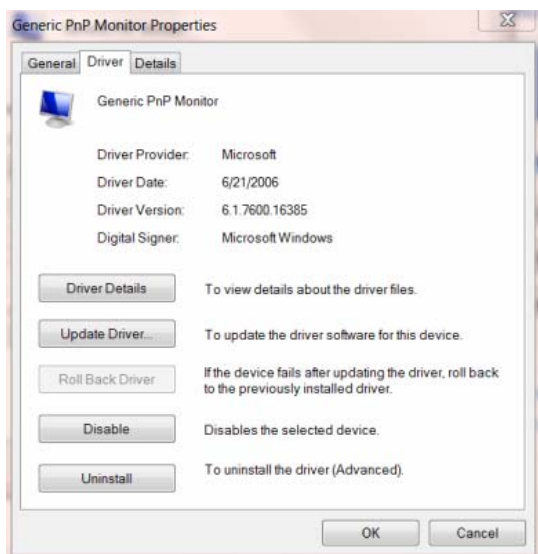 Generic PnP Monitor Properties
General Driver Details
Generic PnP Monitor
Driver Provider: Microsoft
Driver Date: 6/21/2006
Driver Version: 6.1.7600.16385
Digital Signer: Microsoft Windows
Driver Details To view details about the driver files.
Update Driver... To update the driver software for this device.
Roll Back Driver If the device fails after updating the driver, roll back
to the previously installed driver.
Disable Disables the selected device.
Uninstall To uninstall the driver (Advanced).
OK Cancel